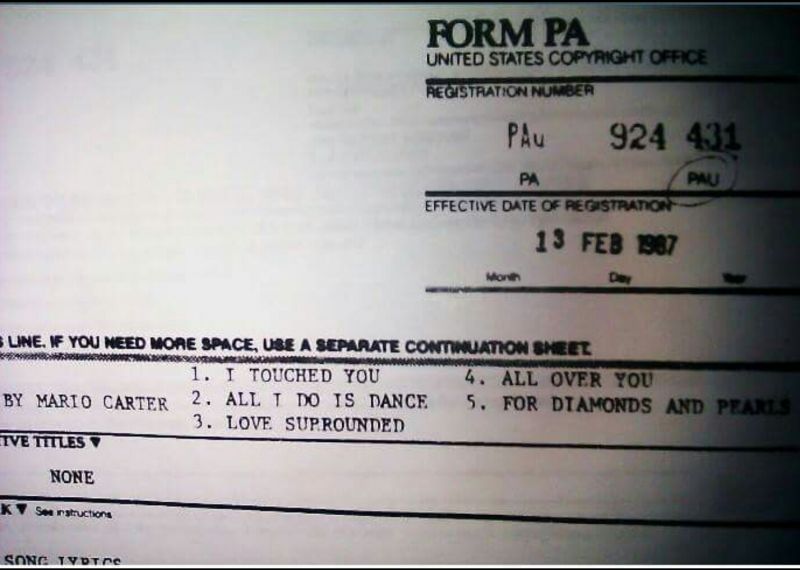 FORM PA
UNITED STATES COPYRIGHT OFFICE
REGISTRATION NUMBER
PAu 924 431
PA PAU
EFFECTIVE DATE OF REGISTRATION
13 FEB 1987
Month Day Year
S LINE. IF YOU NEED MORE SPACE, USE A SEPARATE CONTINUATION SHEET.
1. I TOUCHED YOU 4. ALL OVER YOU
BY MARIO CARTER 2. ALL I DO IS DANCE 5. FOR DIAMONDS AND PEARLS
3. LOVE SURROUNDED
TIVE TITLES ▼
NONE
K ▼ See instructions
SONG LYRICS